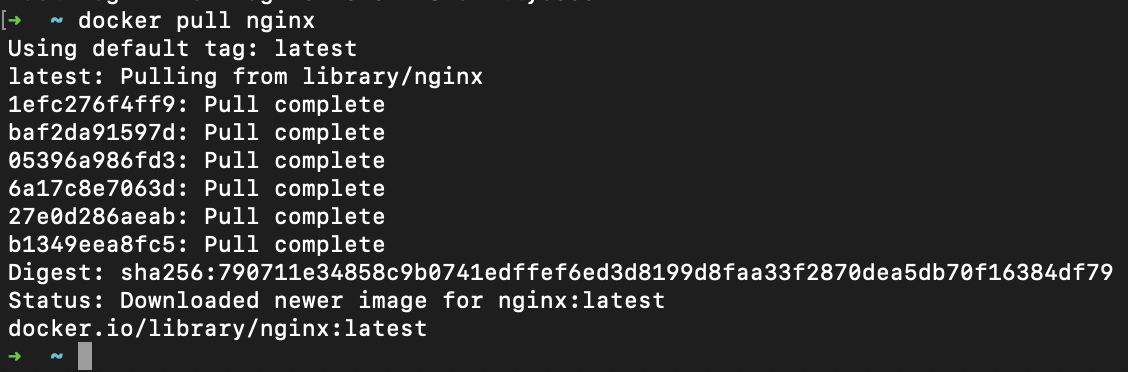 [➜  ~ docker pull nginx
Using default tag: latest
latest: Pulling from library/nginx
1efc276f4ff9: Pull complete
baf2da91597d: Pull complete
05396a986fd3: Pull complete
6a17c8e7063d: Pull complete
27e0d286aeab: Pull complete
b1349eea8fc5: Pull complete
Digest: sha256:790711e34858c9b0741edffef6ed3d8199d8faa33f2870dea5db70f16384df79
Status: Downloaded newer image for nginx:latest
docker.io/library/nginx:latest
➜  ~